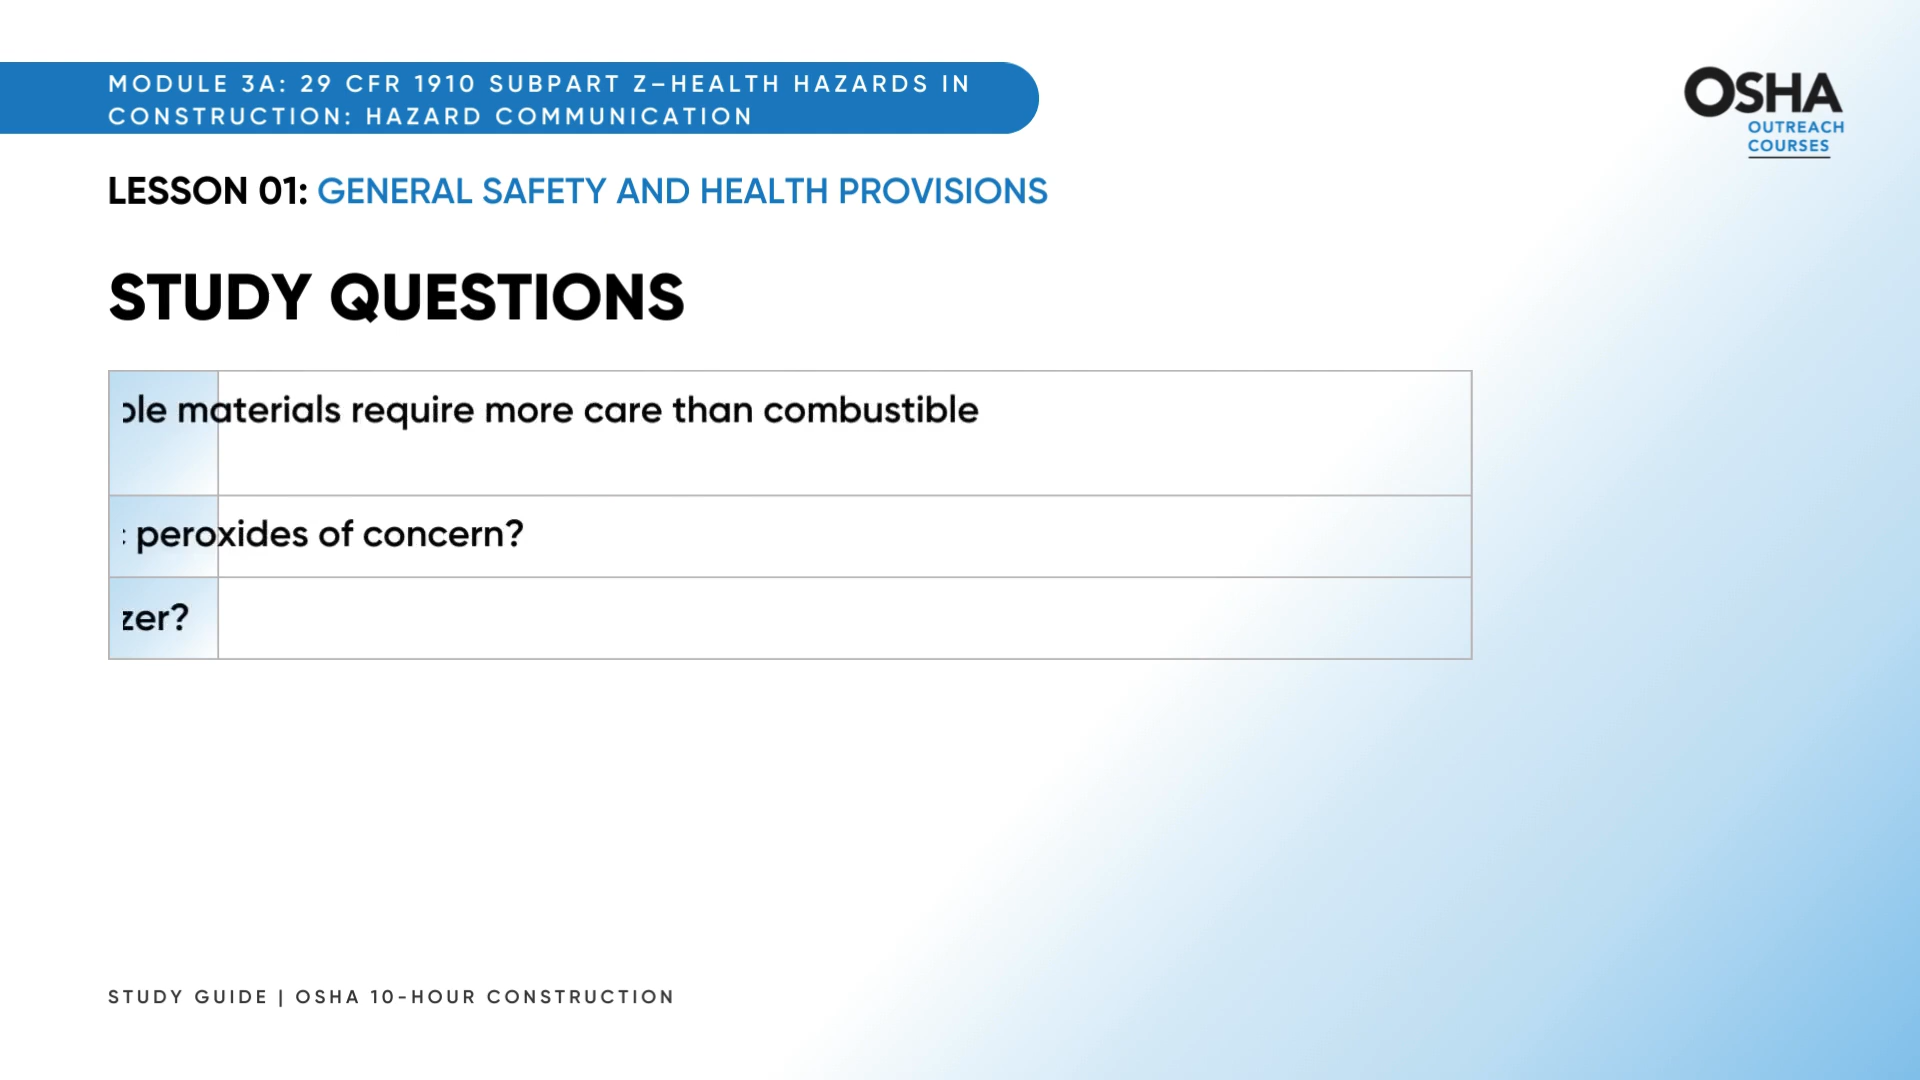 MODULE 3A: 29 CFR 1910 SUBPART Z–HEALTH HAZARDS IN
CONSTRUCTION: HAZARD COMMUNICATION
OSHA
OUTREACH
COURSES
LESSON 01: GENERAL SAFETY AND HEALTH PROVISIONS
STUDY QUESTIONS
materials require more care than combustible
peroxides of concern?
STUDY GUIDE | OSHA 10-HOUR CONSTRUCTION